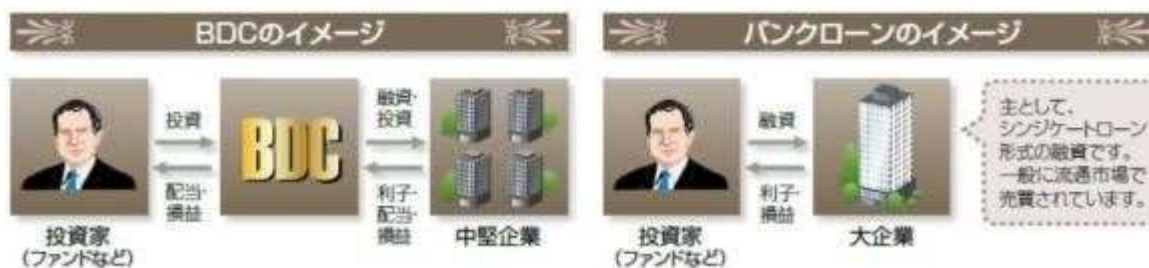 BDCのイメージ
投資家
(ファンドなど)
投資
配当・
損益
BDC
融資・
投資
利子・
配当・
損益
中堅企業
バンクローンのイメージ
投資家
(ファンドなど)
融資
利子・
損益
大企業
主として、
シンジケートローン
形式の融資です。
一般に流通市場で
売買されています。